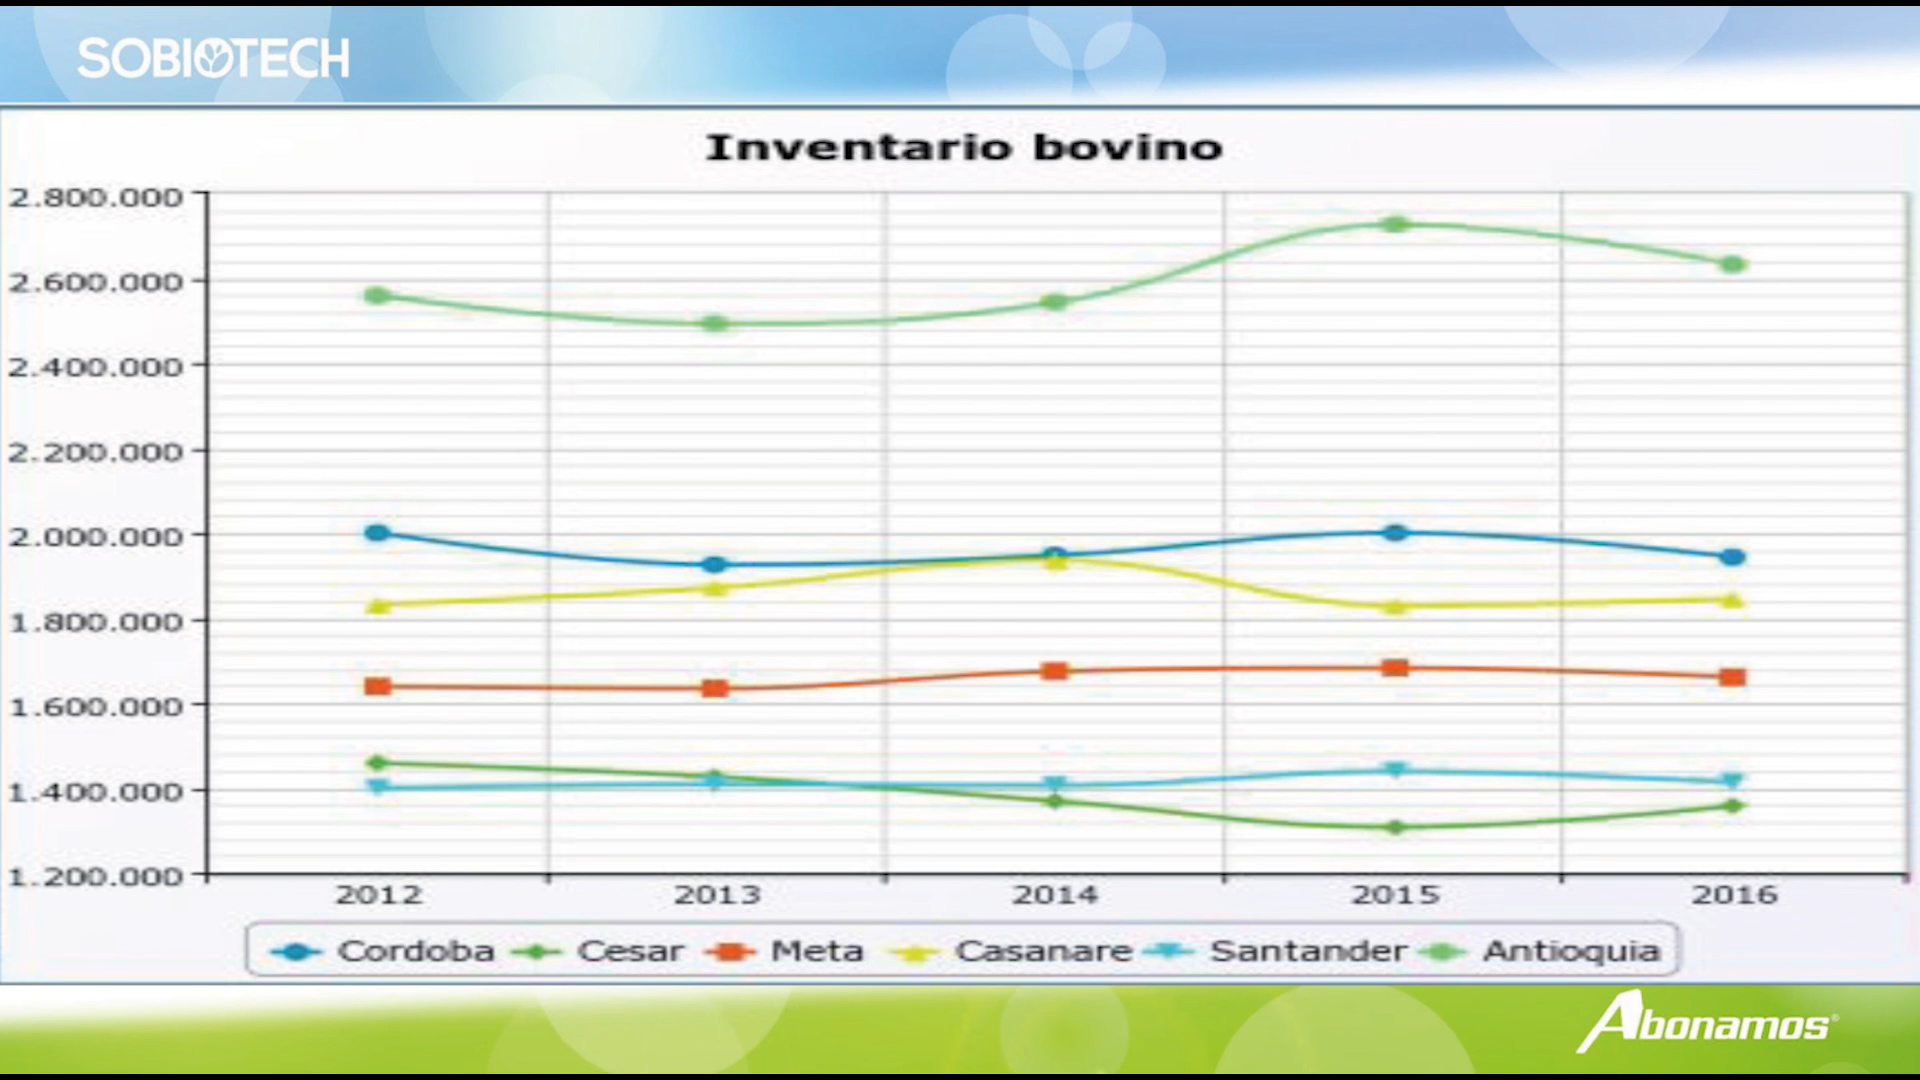 SOBIOTECH
Inventario bovino
2.800.000
2.600.000
2.400.000
2.200.000
2.000.000
1.800.000
1.600.000
1.400.000
1.200.000
2012 2013 2014 2015 2016
Cordoba Cesar Meta Casanare Santander Antioquia
Abonamos®